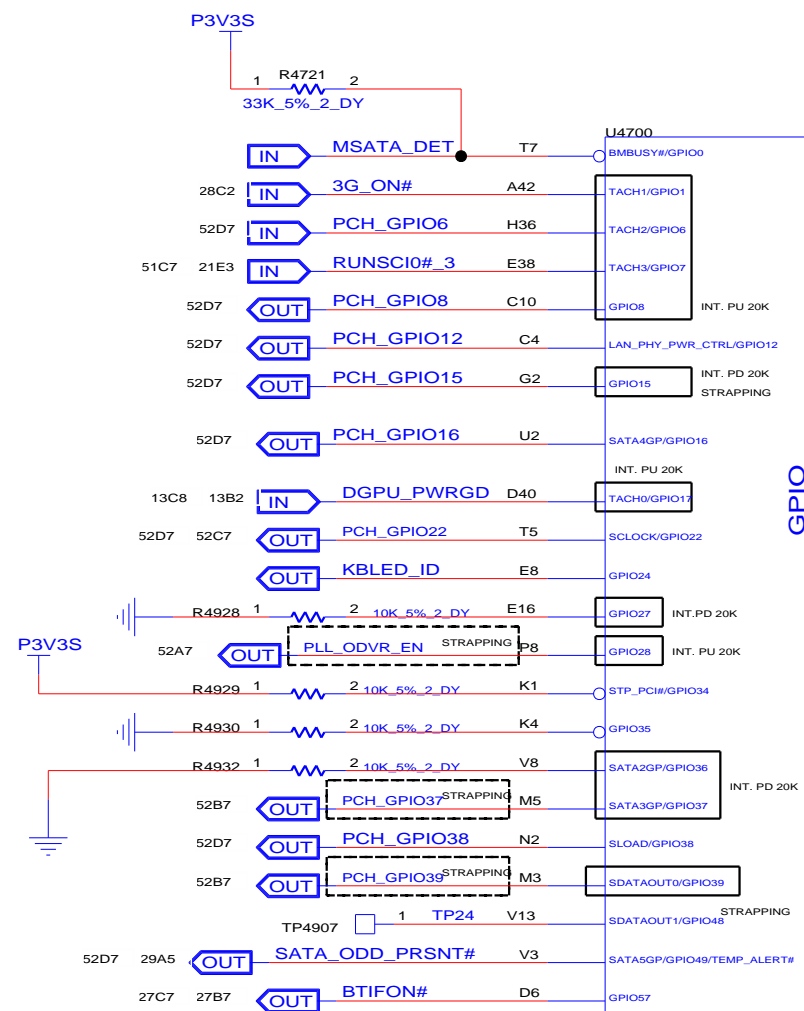 P3V3S
1 R4721 2
33K_5%_2_DY
U4700
IN MSATA_DET T7 BMBUSY#/GPIO0
28C2 IN 3G_ON# A42 TACH1/GPIO1
52D7 IN PCH_GPIO6 H36 TACH2/GPIO6
51C7 21E3 IN RUNSCI0#_3 E38 TACH3/GPIO7
52D7 OUT PCH_GPIO8 C10 GPIO8 INT. PU 20K
52D7 OUT PCH_GPIO12 C4 LAN_PHY_PWR_CTRL/GPIO12
INT. PD 20K
52D7 OUT PCH_GPIO15 G2 GPIO15
STRAPPING
52D7 OUT PCH_GPIO16 U2 SATA4GP/GPIO16
INT. PU 20K
GPIO
13C8 13B2 IN DGPU_PWRGD D40 TACH0/GPIO17
52D7 52C7 OUT PCH_GPIO22 T5 SCLOCK/GPIO22
OUT KBLED_ID E8 GPIO24
R4928 1 2 10K_5%_2_DY E16 GPIO27 INT.PD 20K
P3V3S
52A7 OUT PLL_ODVR_EN STRAPPING P8 GPIO28 INT. PU 20K
R4929 1 2 10K_5%_2_DY K1 STP_PCI#/GPIO34
R4930 1 2 10K_5%_2_DY K4 GPIO35
R4932 1 2 10K_5%_2_DY V8 SATA2GP/GPIO36
INT. PD 20K
52B7 OUT PCH_GPIO37 STRAPPING M5 SATA3GP/GPIO37
52D7 OUT PCH_GPIO38 N2 SLOAD/GPIO38
52B7 OUT PCH_GPIO39 STRAPPING M3 SDATAOUT0/GPIO39
STRAPPING
TP4907 1 TP24 V13 SDATAOUT1/GPIO48
52D7 29A5 OUT SATA_ODD_PRSNT# V3 SATA5GP/GPIO49/TEMP_ALERT#
27C7 27B7 OUT BTIFON# D6 GPIO57